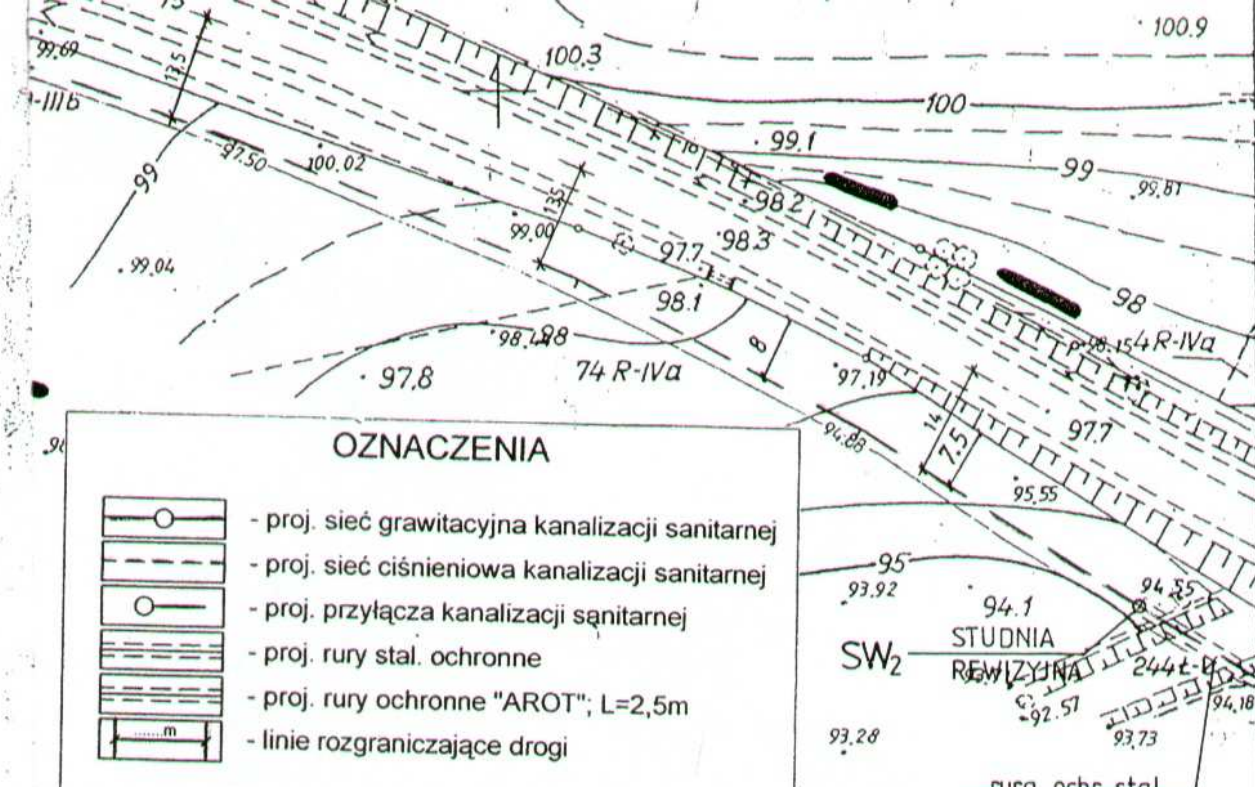 100.9
100.3
99.69
13,5
100
-IIIb
99.1
99
97.50
100.02
99.81
99
98.2
13,5
99.00
98.3
97.7
99.04
98.1
98
98.15
4 R-IVa
8
98
74 R-IVa
97.8
97.19
14
7.5
97.7
94.88
95.55
OZNACZENIA
- proj. sieć grawitacyjna kanalizacji sanitarnej
- proj. sieć ciśnieniowa kanalizacji sanitarnej
- proj. przyłącza kanalizacji sanitarnej
- proj. rury stal. ochronne
- proj. rury ochronne "AROT"; L=2,5m
.......m
- linie rozgraniczające drogi
95
93.92
94.1
94.55
SW2
STUDNIA
REWIZYJNA
92.57
94.18
93.28
93,73